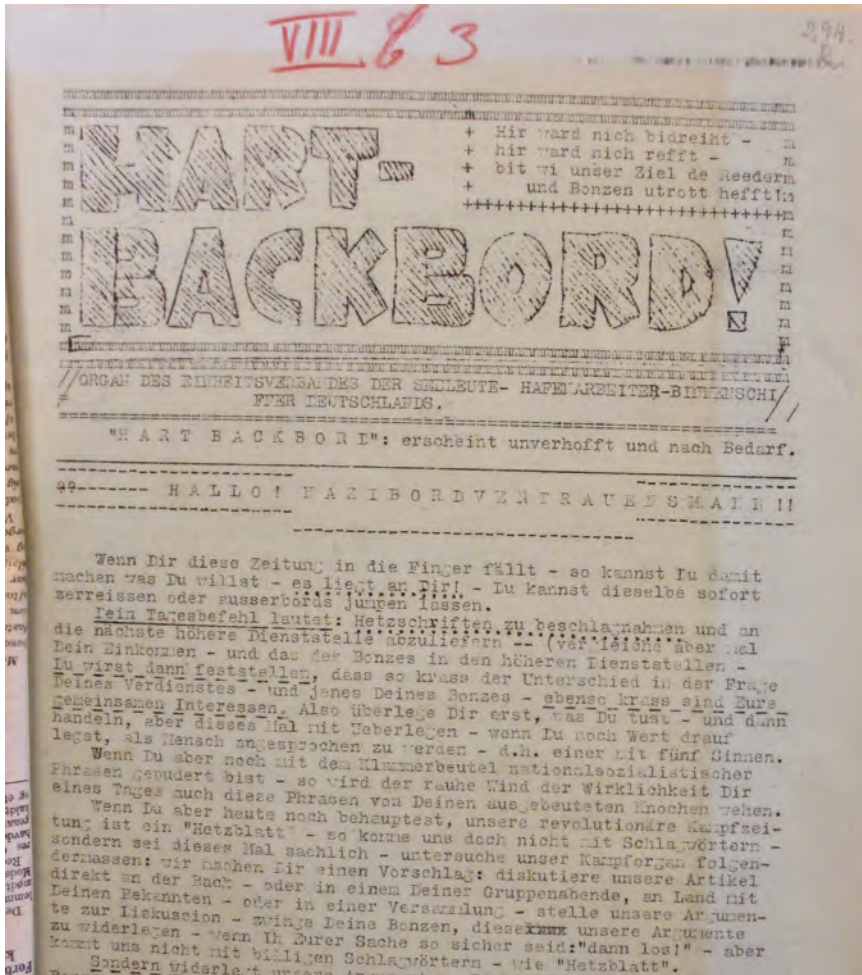 VIII 3
HART-
BACKBORD!
+ Hir ward nich bidreiht -
+ hir ward nich refft -
+ bit wi unser Ziel de Reeder
+ und Bonzen utrott hefft!
//ORGAN DES EINHEITSVERBANDES DER SEELEUTE- HAFENARBEITER-BINNENSCHI//
FFER DEUTSCHLANDS.
"HART BACKBORD": erscheint unverhofft und nach Bedarf.
??------- HALLO! NAZIBORDVERTRAUENSMANN!!
Wenn Dir diese Zeitung in die Finger fällt - so kannst Du damit
machen was Du willst - es liegt an Dir! - Du kannst dieselbe sofort
zerreissen oder ausserbords jumpen lassen.
Dein Tagesbefehl lautet: Hetzschriften zu beschlagnahmen und an
die nächste höhere Dienststelle abzuliefern -- (vergleiche aber mal
Dein Einkommen - und das des Bonzes in den höheren Dienststellen -
Du wirst dann feststellen, dass so krass der Unterschied in der Frage
Deines Verdienstes - und jenes Deines Bonzes - ebenso krass sind Eure
gemeinsamen Interessen. Also überlege Dir erst, was Du tust - und dann
handeln, aber dieses Mal mit Ueberlegen - wenn Du noch Wert drauf
legst, als Mensch angesprochen zu werden - d.h. einer mit fünf Sinnen.
Wenn Du aber noch mit dem Klammerbeutel nationalsozialistischer
Phrasen gepudert bist - so wird der rauhe Wind der Wirklichkeit Dir
eines Tages auch diese Phrasen von Deinen ausgebeuteten Knochen wehen.
Wenn Du aber heute noch behauptest, unsere revolutionäre Kampfzei-
tung ist ein "Hetzblatt" - so komme uns doch nicht mit Schlagwörtern -
sondern sei dieses Mal sachlich - untersuche unser Kampforgan folgen-
dermassen: wir machen Dir einen Vorschlag: diskutiere unsere Artikel
direkt an der Back - oder in einem Deiner Gruppenabende, an Land mit
Deinen Bekannten - oder in einer Versammlung - stelle unsere Argumen-
te zur Diskussion - zwinge Deine Bonzen, diese unsere Argumente
zu widerlegen - wenn Ih Eurer Sache so sicher seid:"dann los!" - aber
kommt uns nicht mit billigen Schlagwörtern - wie "Hetzblatt".
Sondern widerlegt unsere